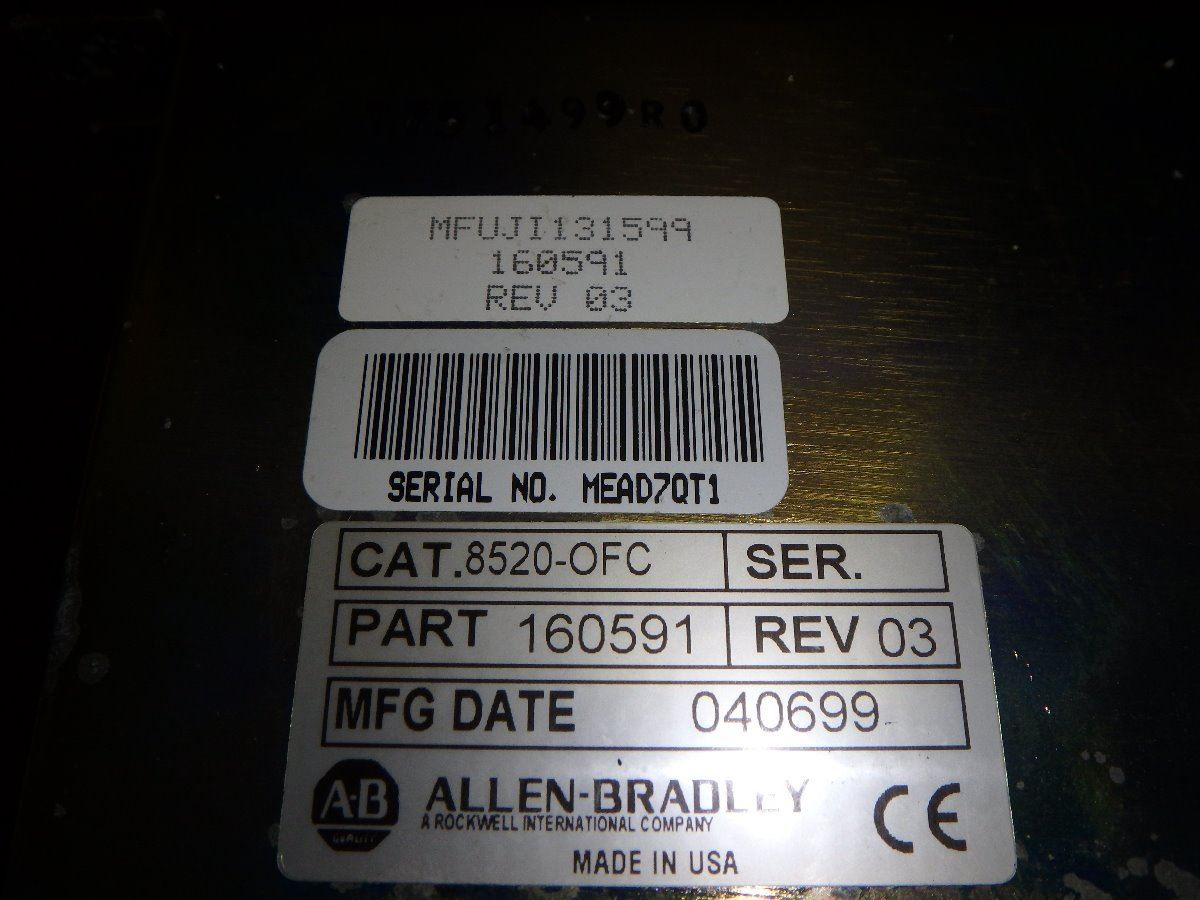 MFUJI131599
160591
REV 03
SERIAL NO. MEAD7QT1
CAT. 8520-OFC SER.
PART 160591 REV 03
MFG DATE 040699
A-B
QUALITY
ALLEN-BRADLEY
A ROCKWELL INTERNATIONAL COMPANY
CE
MADE IN USA